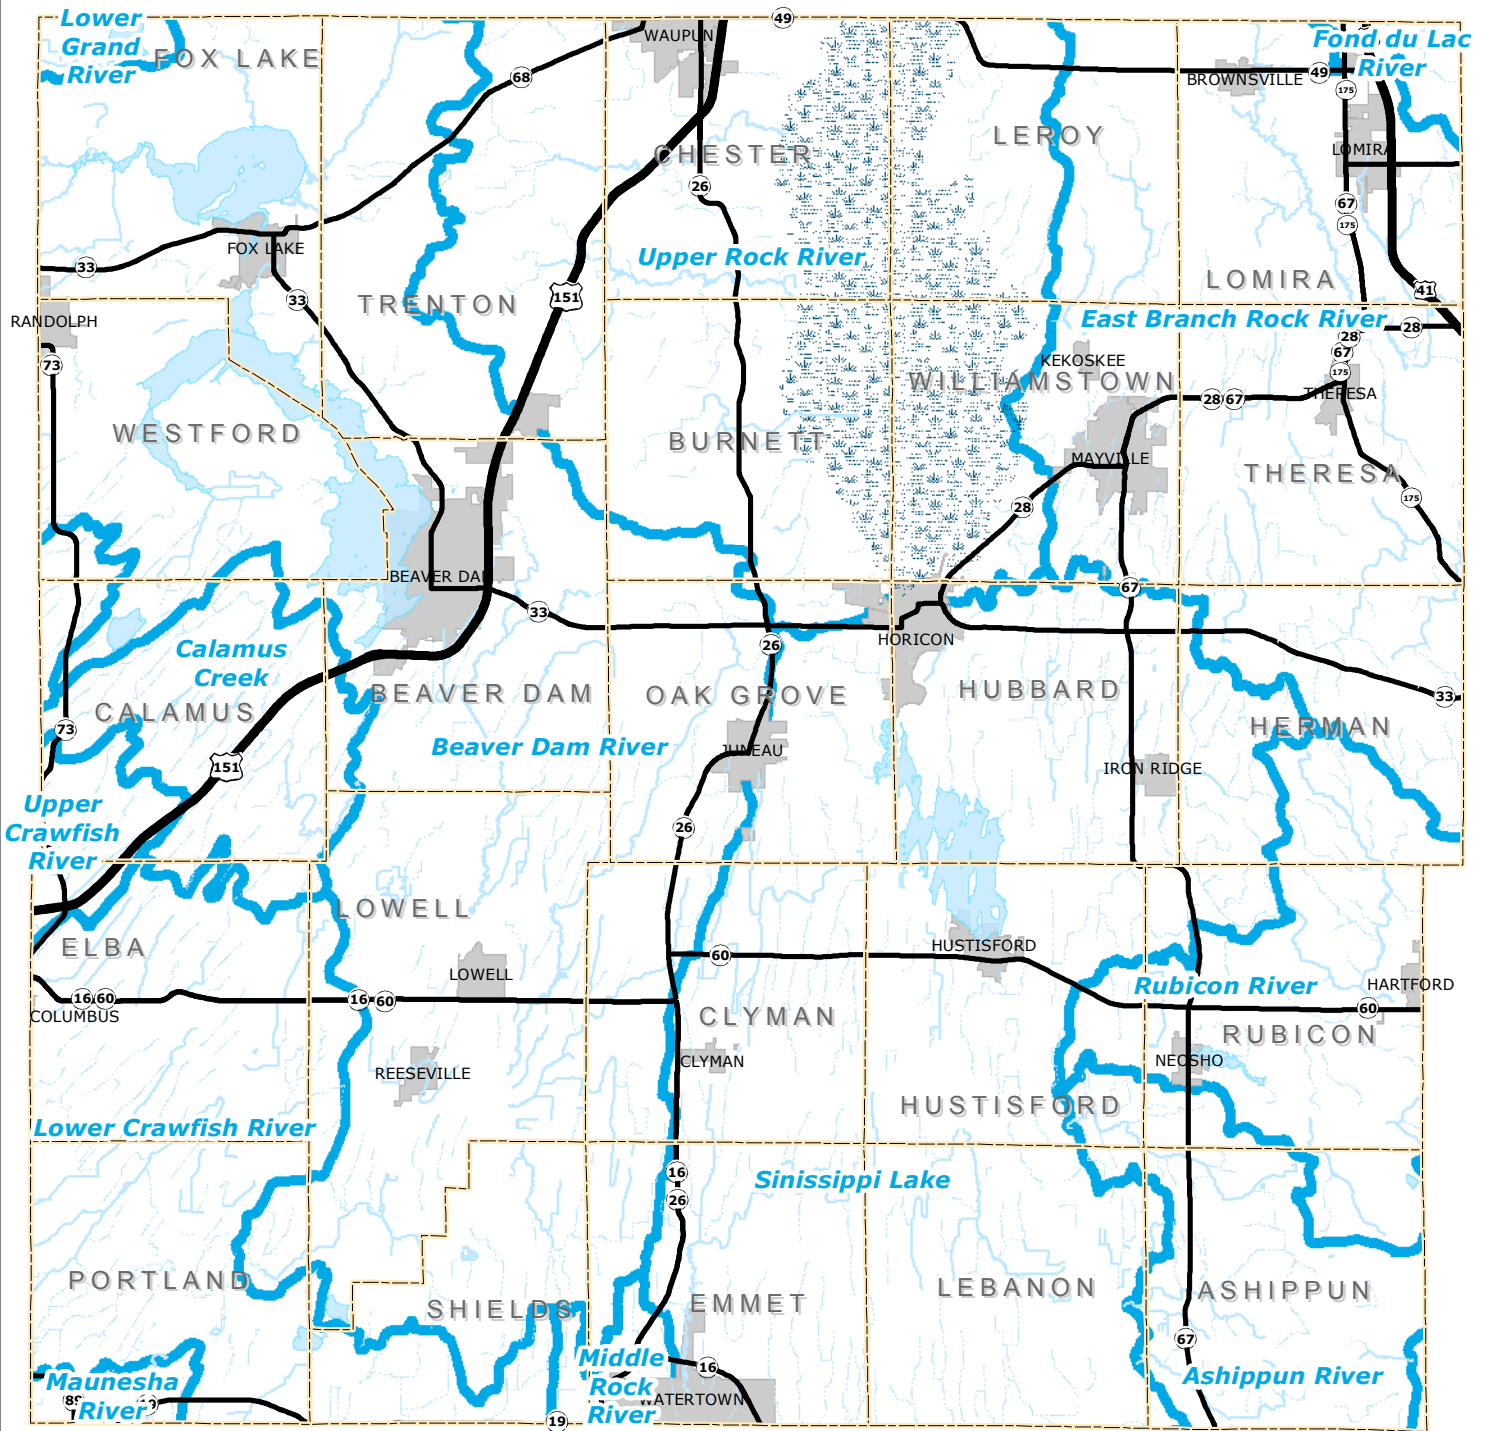 49
Lower
Grand
River
FOX LAKE
WAUPUN
68
Fond du Lac
River
BROWNSVILLE
49
175
CHESTER
LEROY
LOMIRA
26
67
175
FOX LAKE
33
Upper Rock River
33
TRENTON
151
LOMIRA
41
RANDOLPH
East Branch Rock River
28
28
67
175
73
KEKOSKEE
WILLIAMSTOWN
28
67
THERESA
WESTFORD
BURNETT
MAYVILLE
THERESA
175
28
BEAVER DAM
67
33
HORICON
26
Calamus
Creek
CALAMUS
BEAVER DAM
OAK GROVE
HUBBARD
33
73
HERMAN
Beaver Dam River
JUNEAU
151
IRON RIDGE
Upper
Crawfish
River
26
LOWELL
ELBA
HUSTISFORD
60
LOWELL
Rubicon River
HARTFORD
16
60
16
60
COLUMBUS
60
CLYMAN
RUBICON
CLYMAN
NEOSHO
REESEVILLE
HUSTISFORD
Lower Crawfish River
16
Sinissippi Lake
26
PORTLAND
SHIELDS
EMMET
LEBANON
ASHIPPUN
67
Middle
Rock
River
16
Maunesha
River
89
Ashippun River
WATERTOWN
19